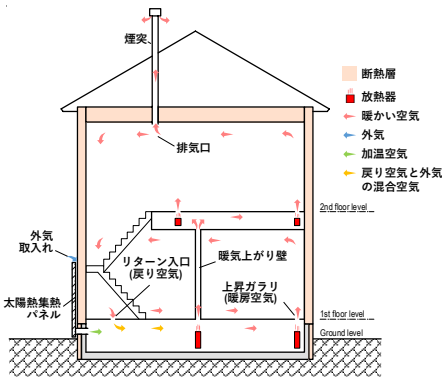 煙突
断熱層
放熱器
暖かい空気
外気
加温空気
戻り空気と外気
の混合空気
排気口
2nd floor level
外気
取入れ
リターン入口
(戻り空気)
暖気上がり壁
上昇ガラリ
(暖房空気)
太陽熱集熱
パネル
1st floor level
Ground level